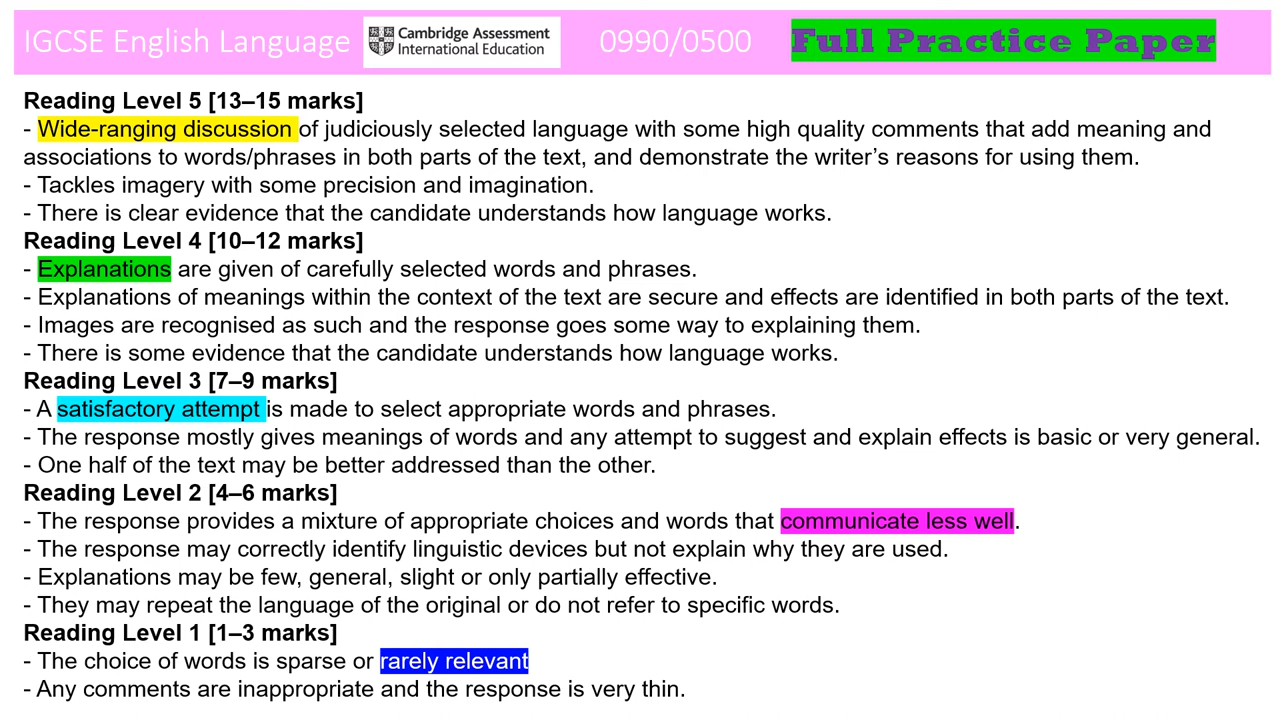 IGCSE English Language
Cambridge Assessment
International Education
0990/0500
Full Practice Paper
Reading Level 5 [13–15 marks]
- Wide-ranging discussion of judiciously selected language with some high quality comments that add meaning and
associations to words/phrases in both parts of the text, and demonstrate the writer’s reasons for using them.
- Tackles imagery with some precision and imagination.
- There is clear evidence that the candidate understands how language works.
Reading Level 4 [10–12 marks]
- Explanations are given of carefully selected words and phrases.
- Explanations of meanings within the context of the text are secure and effects are identified in both parts of the text.
- Images are recognised as such and the response goes some way to explaining them.
- There is some evidence that the candidate understands how language works.
Reading Level 3 [7–9 marks]
- A satisfactory attempt is made to select appropriate words and phrases.
- The response mostly gives meanings of words and any attempt to suggest and explain effects is basic or very general.
- One half of the text may be better addressed than the other.
Reading Level 2 [4–6 marks]
- The response provides a mixture of appropriate choices and words that communicate less well.
- The response may correctly identify linguistic devices but not explain why they are used.
- Explanations may be few, general, slight or only partially effective.
- They may repeat the language of the original or do not refer to specific words.
Reading Level 1 [1–3 marks]
- The choice of words is sparse or rarely relevant
- Any comments are inappropriate and the response is very thin.